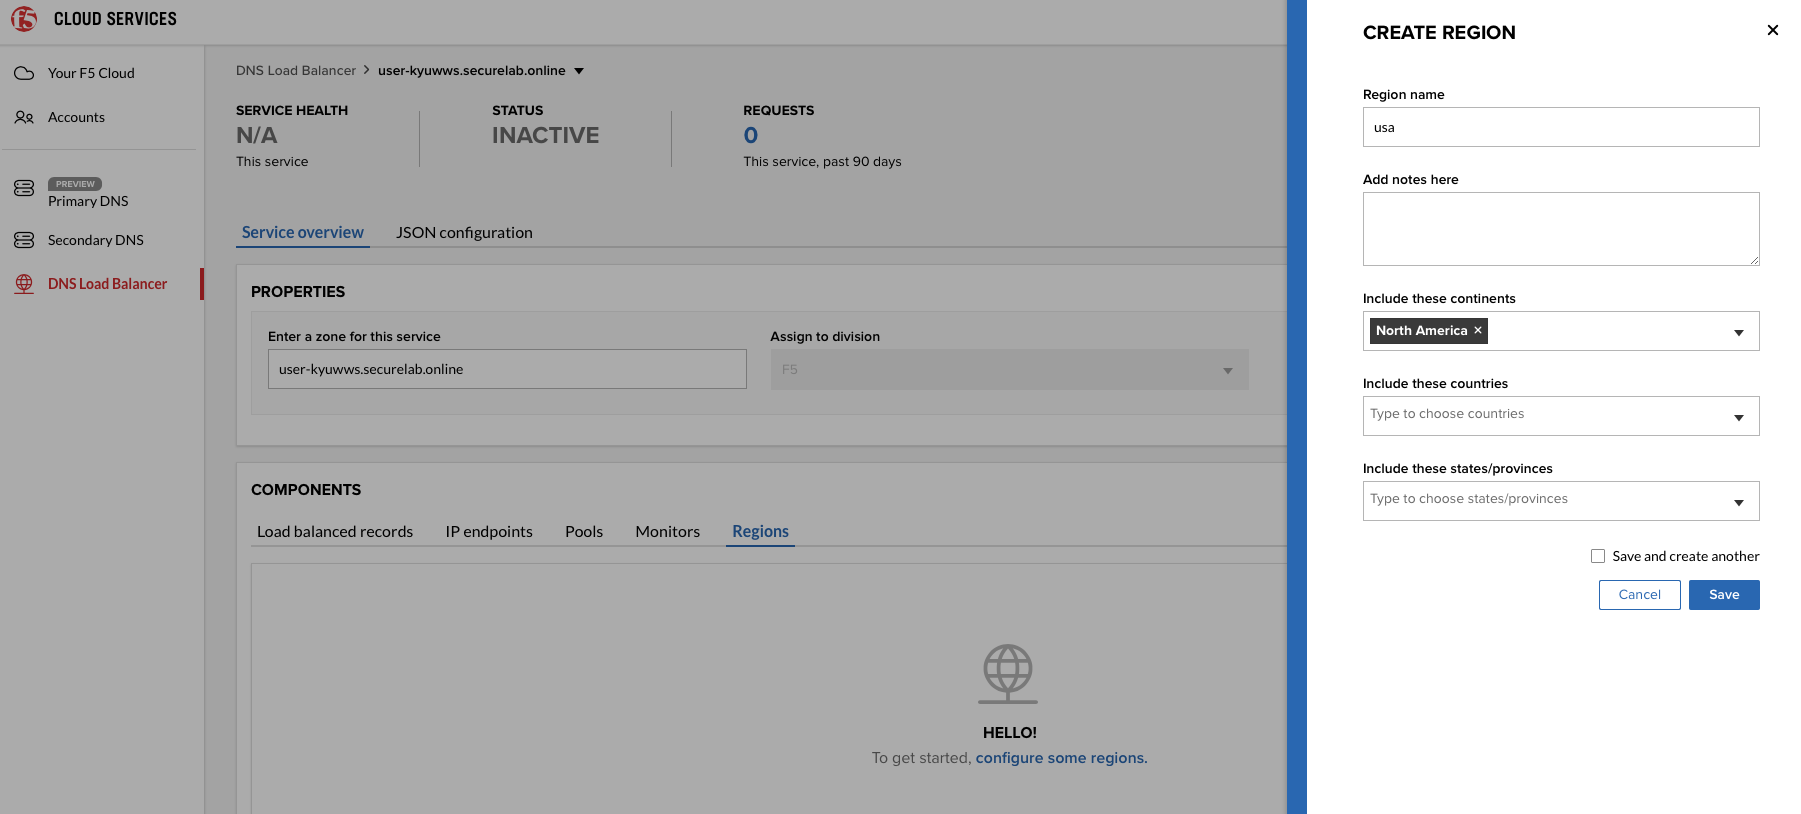 f5 CLOUD SERVICES
Your F5 Cloud
Accounts
PREVIEW
Primary DNS
Secondary DNS
DNS Load Balancer
DNS Load Balancer > user-kyuwws.securelab.online
SERVICE HEALTH
N/A
This service
STATUS
INACTIVE
REQUESTS
0
This service, past 90 days
Service overview JSON configuration
PROPERTIES
Enter a zone for this service
user-kyuwws.securelab.online
Assign to division
F5
COMPONENTS
Load balanced records IP endpoints Pools Monitors Regions
HELLO!
To get started, configure some regions.
CREATE REGION
Region name
usa
Add notes here
Include these continents
North America ×
Include these countries
Type to choose countries
Include these states/provinces
Type to choose states/provinces
Save and create another
Cancel Save